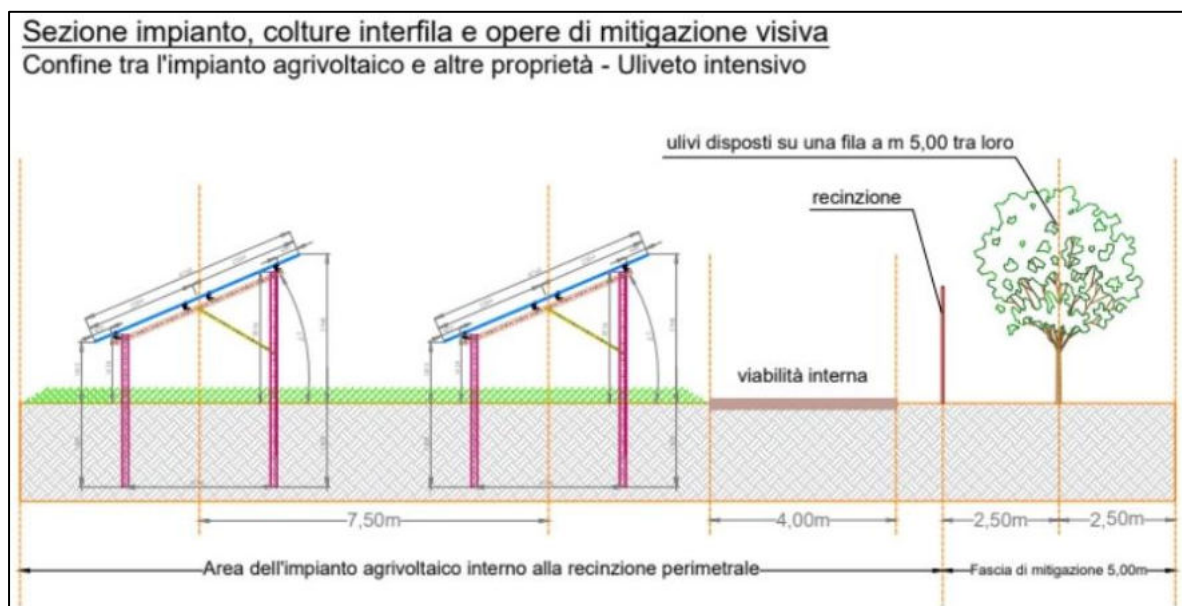 Sezione impianto, colture interfila e opere di mitigazione visiva
Confine tra l'impianto agrivoltaico e altre proprietà - Uliveto intensivo
ulivi disposti su una fila a m 5,00 tra loro
recinzione
viabilità interna
7,50m
4,00m
2,50m
2,50m
Area dell'impianto agrivoltaico interno alla recinzione perimetrale
Fascia di mitigazione 5,00m